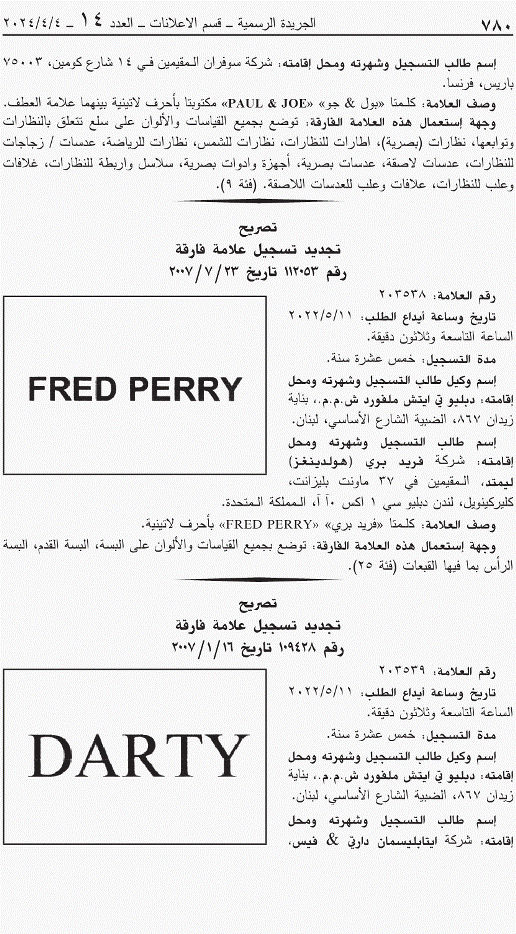 ٧٨٠ الجريدة الرسمية ــ قسم الاعلانات ــ العدد ١٤ ــ ٢٠٢٤/٤/٤
إسم طالب التسجيل وشهرته ومحل إقامته: شركة سوفران المقيمين في ١٤ شارع كومين، ٧٥٠٠٣
باريس، فرنسا.
وصف العلامة: كلمتا «بول & جو» «PAUL & JOE» مكتوبتا بأحرف لاتينية بينهما علامة العطف.
وجهة إستعمال هذه العلامة الفارقة: توضع بجميع القياسات والألوان على سلع تتعلق بالنظارات
وتوابعها، نظارات (بصرية)، اطارات للنظارات، نظارات للشمس، نظارات للرياضة، عدسات / زجاجات
للنظارات، عدسات لاصقة، عدسات بصرية، أجهزة وادوات بصرية، سلاسل واربطة للنظارات، غلافات
وعلب للنظارات، علافات وعلب للعدسات اللاصقة. (فئة ٩).
تصريح
تجديد تسجيل علامة فارقة
رقم ١١٢٠٥٣ تاريخ ٢٠٠٧/٧/٢٣
رقم العلامة: ٢٠٣٥٣٨
تاريخ وساعة أيداع الطلب: ٢٠٢٢/٥/١١
الساعة التاسعة وثلاثون دقيقة.
مدة التسجيل: خمس عشرة سنة.
إسم وكيل طالب التسجيل وشهرته ومحل
إقامته: دبليو تي ايتش ملفورد ش.م.م.، بناية
زيدان ٨٦٧، الضبية الشارع الأساسي، لبنان.
إسم طالب التسجيل وشهرته ومحل
إقامته: شركة فريد بري (هولدينغز)
ليمتد، المقيمين في ٣٧ ماونت بليزانت،
كليركينويل، لندن دبليو سي ١ اكس ٠أ أ، المملكة المتحدة.
FRED PERRY
وصف العلامة: كلمتا «فريد بري» «FRED PERRY» بأحرف لاتينية.
وجهة إستعمال هذه العلامة الفارقة: توضع بجميع القياسات والألوان على البسة، البسة القدم، البسة
الرأس بما فيها القبعات (فئة ٢٥).
تصريح
تجديد تسجيل علامة فارقة
رقم ١٠٩٤٢٨ تاريخ ٢٠٠٧/١/١٦
رقم العلامة: ٢٠٣٥٣٩
تاريخ وساعة أيداع الطلب: ٢٠٢٢/٥/١١
الساعة التاسعة وثلاثون دقيقة.
مدة التسجيل: خمس عشرة سنة.
إسم وكيل طالب التسجيل وشهرته ومحل
إقامته: دبليو تي ايتش ملفورد ش.م.م.، بناية
زيدان ٨٦٧، الضبية الشارع الأساسي، لبنان.
إسم طالب التسجيل وشهرته ومحل
إقامته: شركة ايتابليسمان دارتي & فيس،
DARTY